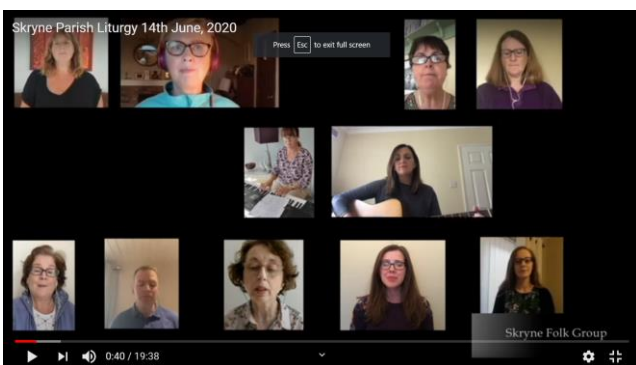 Skryne Parish Liturgy 14th June, 2020
Press Esc to exit full screen
Skryne Folk Group
0:40 / 19:38